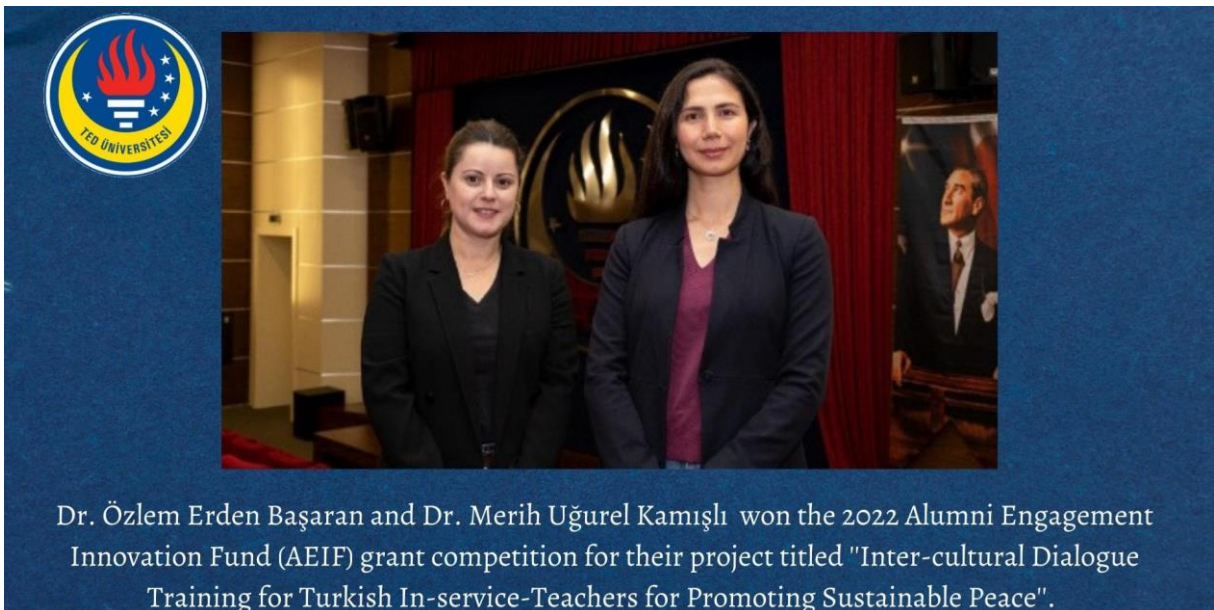 TED ÜNİVERSİTESİ
Dr. Özlem Erden Başaran and Dr. Merih Uğurel Kamışlı won the 2022 Alumni Engagement
Innovation Fund (AEIF) grant competition for their project titled "Inter-cultural Dialogue
Training for Turkish In-service-Teachers for Promoting Sustainable Peace".